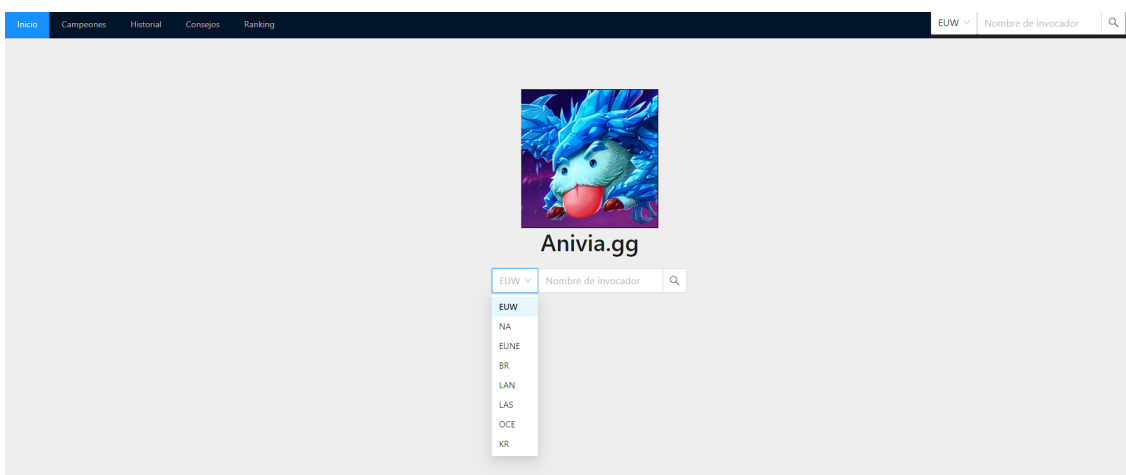 Inicio Campeones Historial Consejos Ranking EUW Nombre de invocador
Anivia.gg
EUW Nombre de invocador
EUW
NA
EUNE
BR
LAN
LAS
OCE
KR